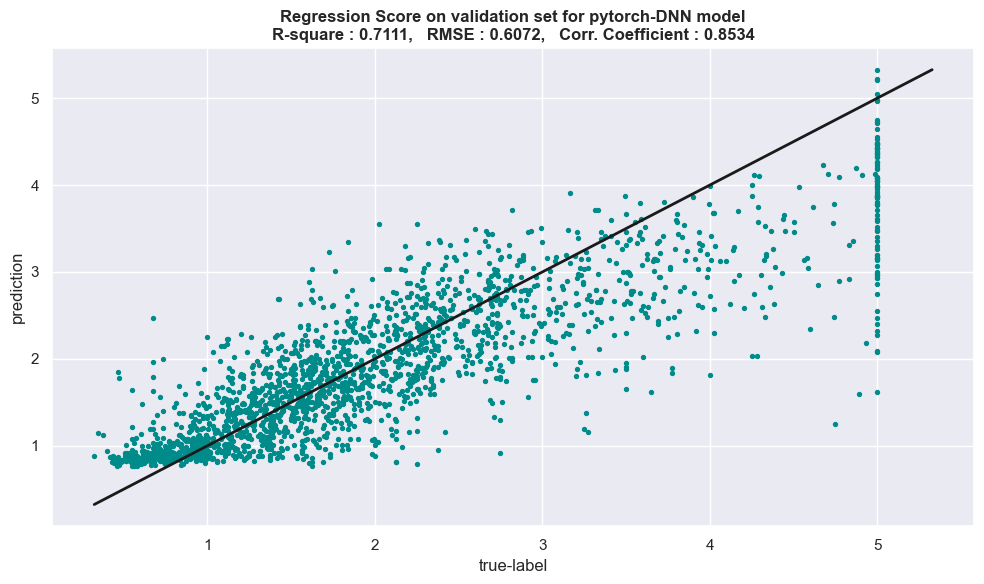 Regression Score on validation set for pytorch-DNN model
R-square : 0.7111,   RMSE : 0.6072,   Corr. Coefficient : 0.8534
5
4
3
2
1
prediction
1 2 3 4 5
true-label